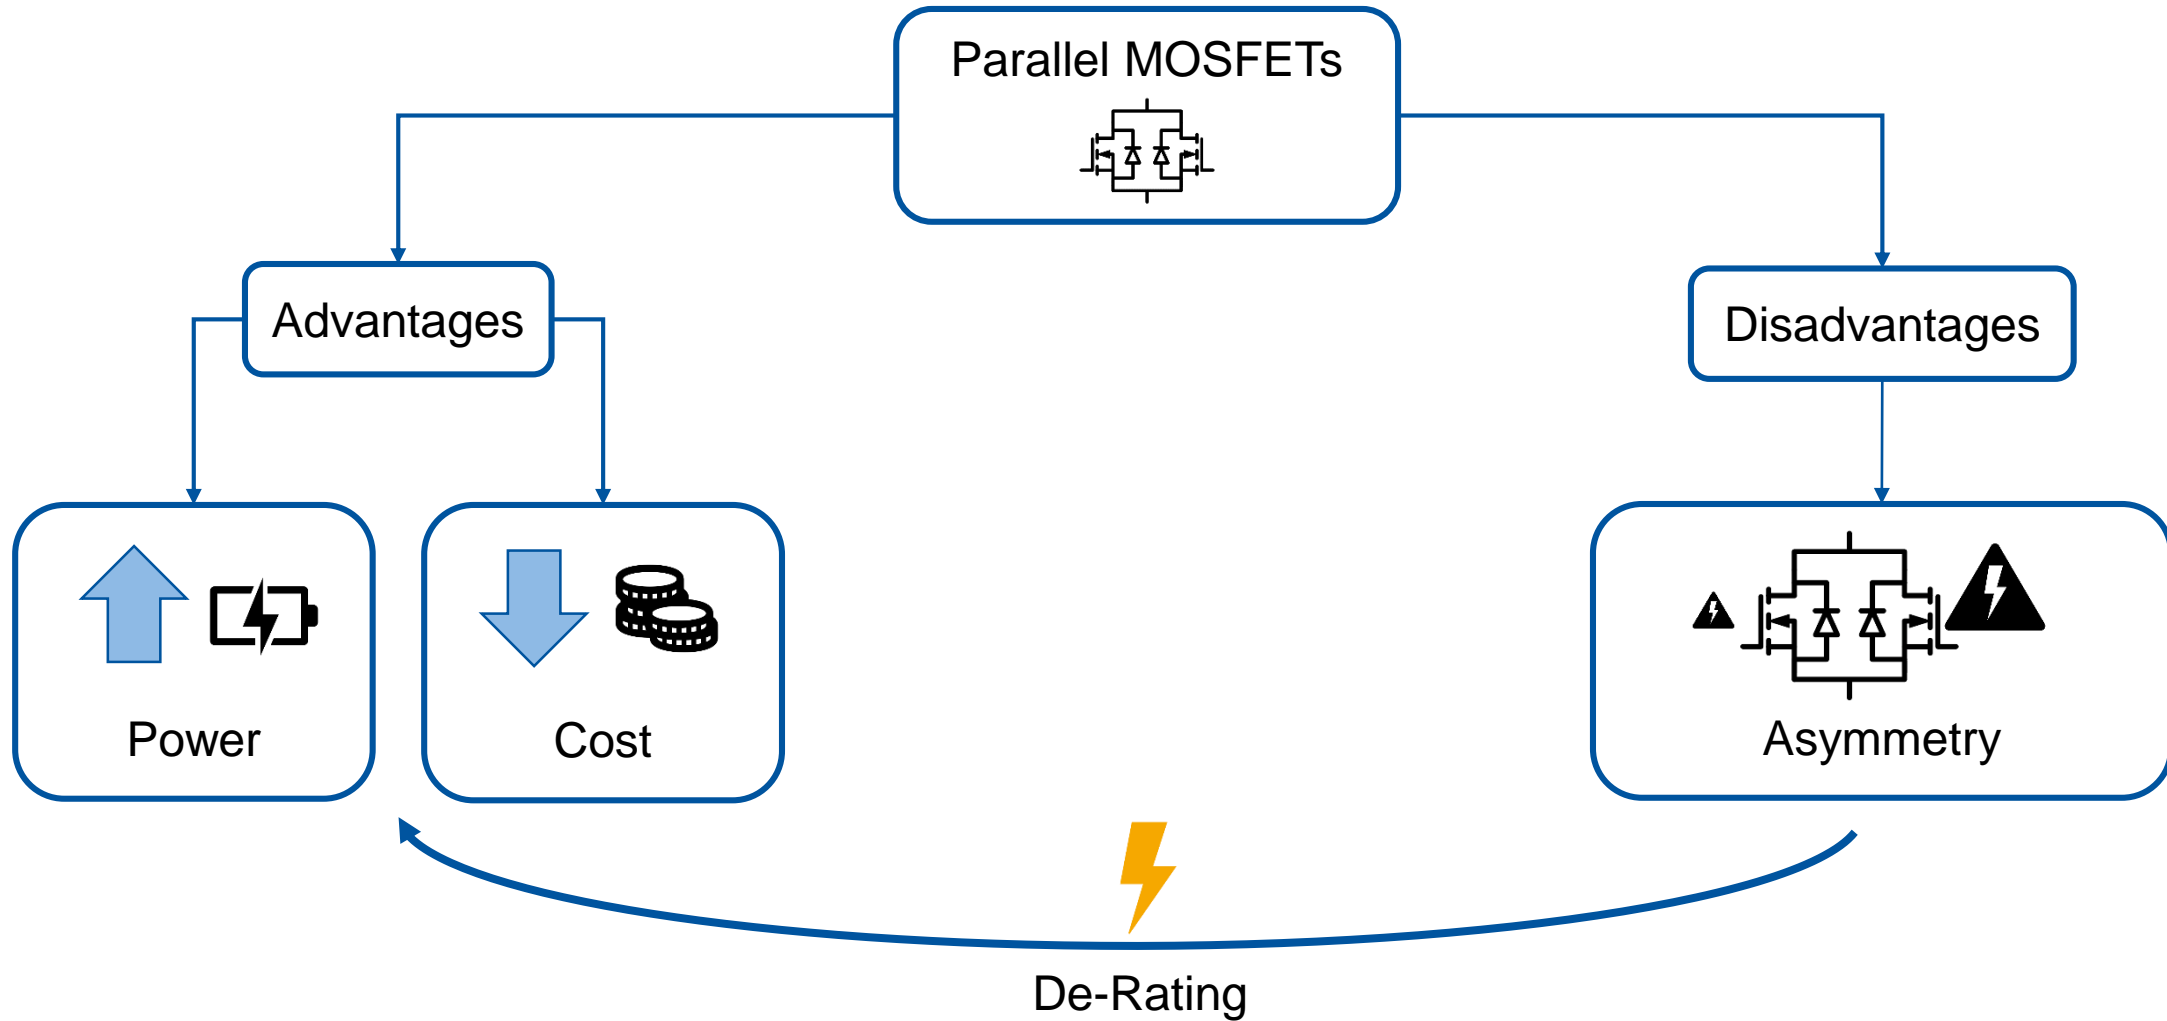 Parallel MOSFETs
Advantages
Disadvantages
Power
Cost
Asymmetry
De-Rating